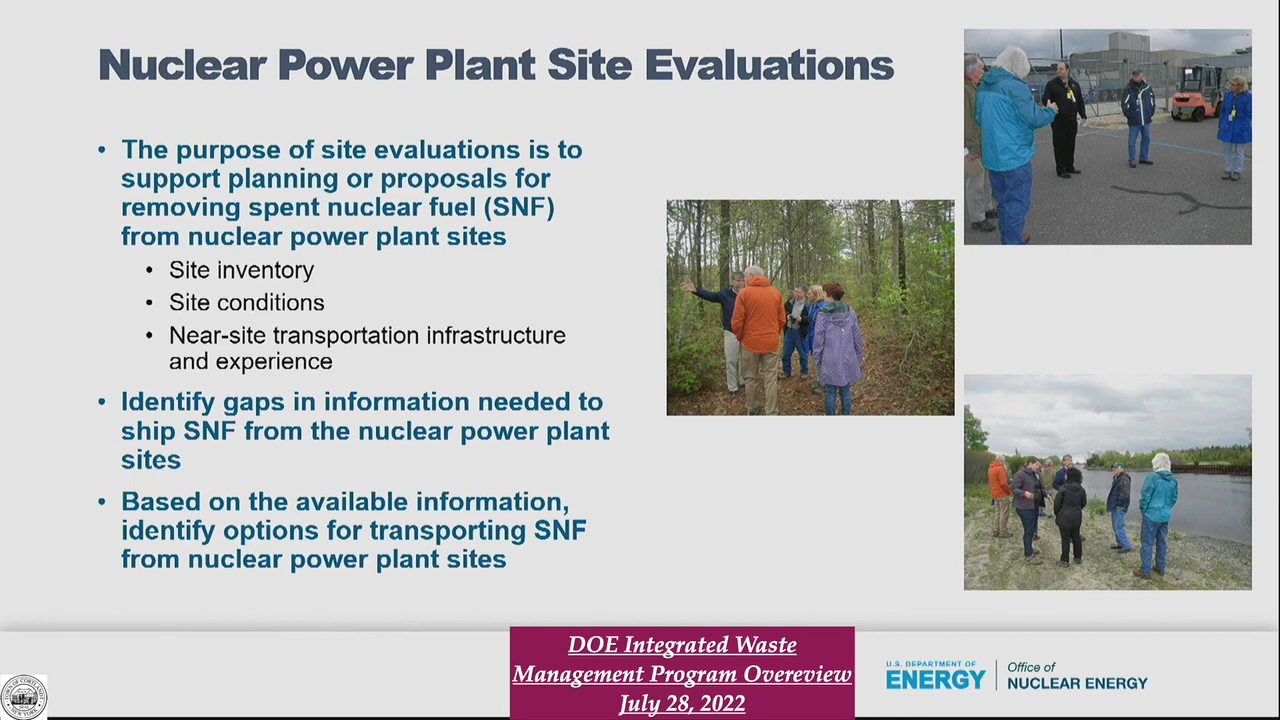 Nuclear Power Plant Site Evaluations
• The purpose of site evaluations is to
support planning or proposals for
removing spent nuclear fuel (SNF)
from nuclear power plant sites
• Site inventory
• Site conditions
• Near-site transportation infrastructure
and experience
• Identify gaps in information needed to
ship SNF from the nuclear power plant
sites
• Based on the available information,
identify options for transporting SNF
from nuclear power plant sites
DOE Integrated Waste
Management Program Overeview
July 28, 2022
U.S. DEPARTMENT OF
ENERGY
Office of
NUCLEAR ENERGY